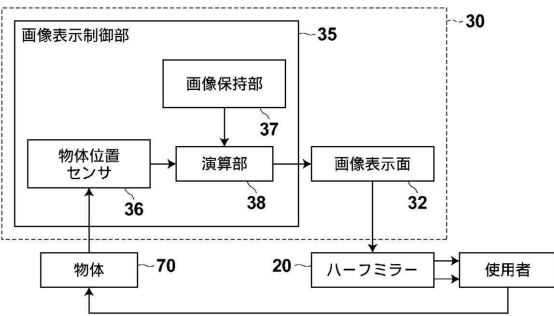 30
35
画像表示制御部
画像保持部
37
物体位置
センサ
36
演算部
38
画像表示面
32
物体
70
20
ハーフミラー
使用者